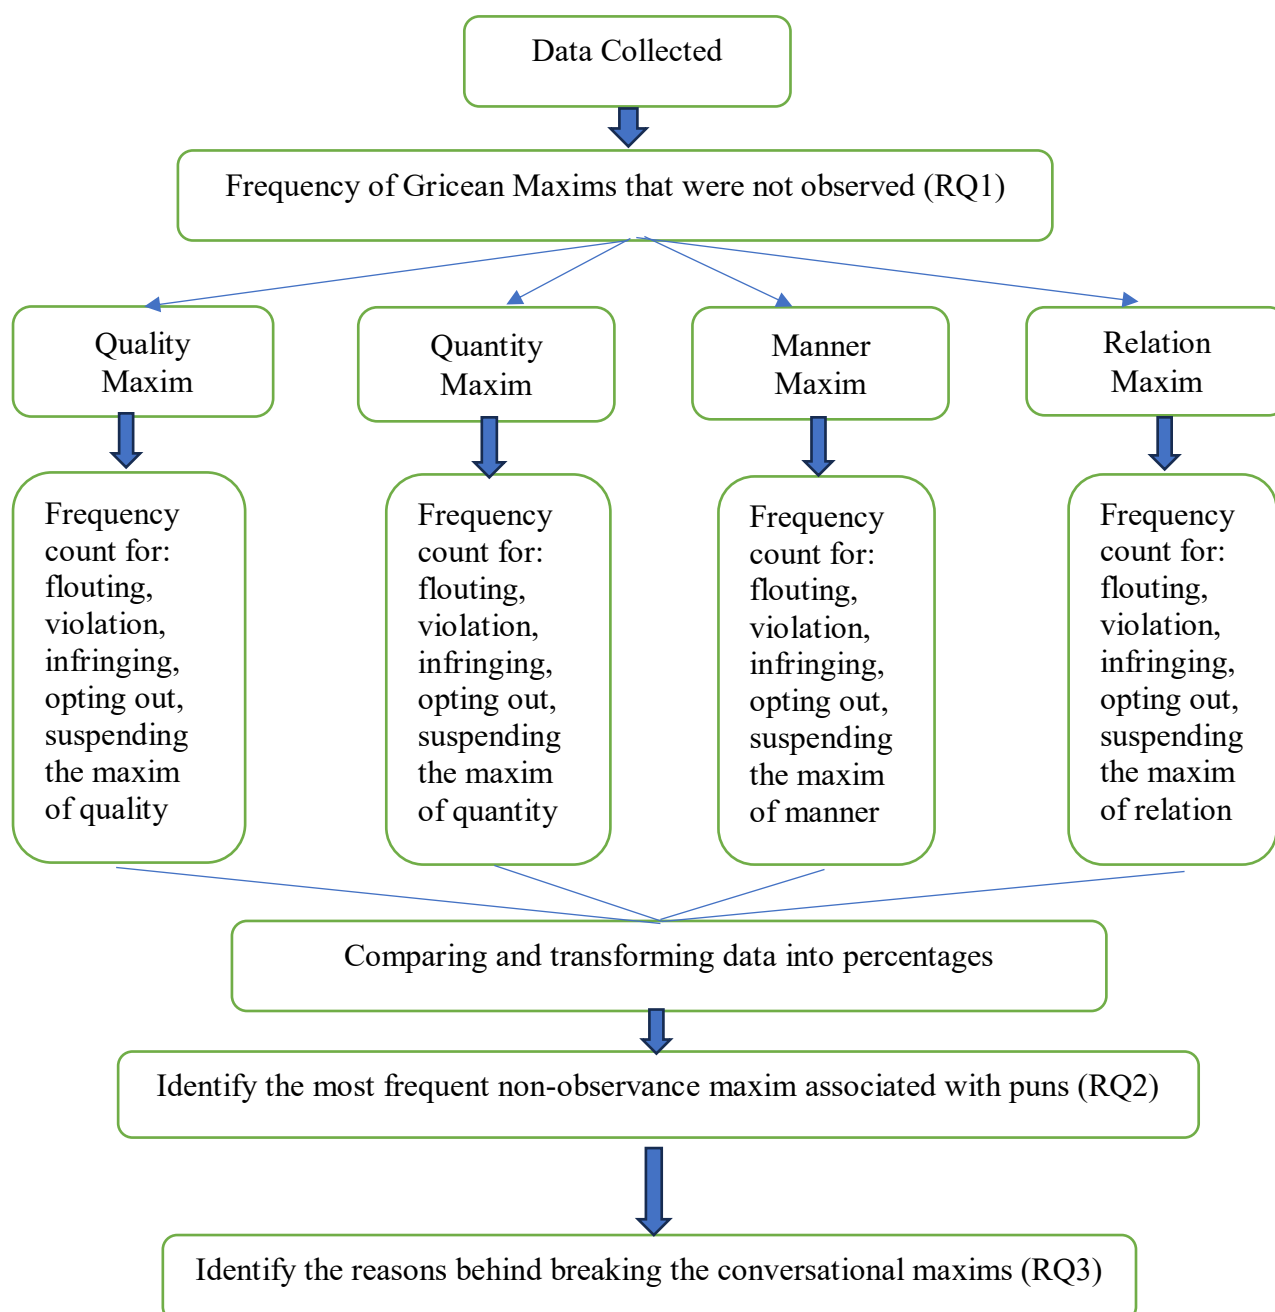 Data Collected
Frequency of Gricean Maxims that were not observed (RQ1)
Quality
Maxim
Quantity
Maxim
Manner
Maxim
Relation
Maxim
Frequency
count for:
flouting,
violation,
infringing,
opting out,
suspending
the maxim
of quality
Frequency
count for:
flouting,
violation,
infringing,
opting out,
suspending
the maxim
of quantity
Frequency
count for:
flouting,
violation,
infringing,
opting out,
suspending
the maxim
of manner
Frequency
count for:
flouting,
violation,
infringing,
opting out,
suspending
the maxim
of relation
Comparing and transforming data into percentages
Identify the most frequent non-observance maxim associated with puns (RQ2)
Identify the reasons behind breaking the conversational maxims (RQ3)